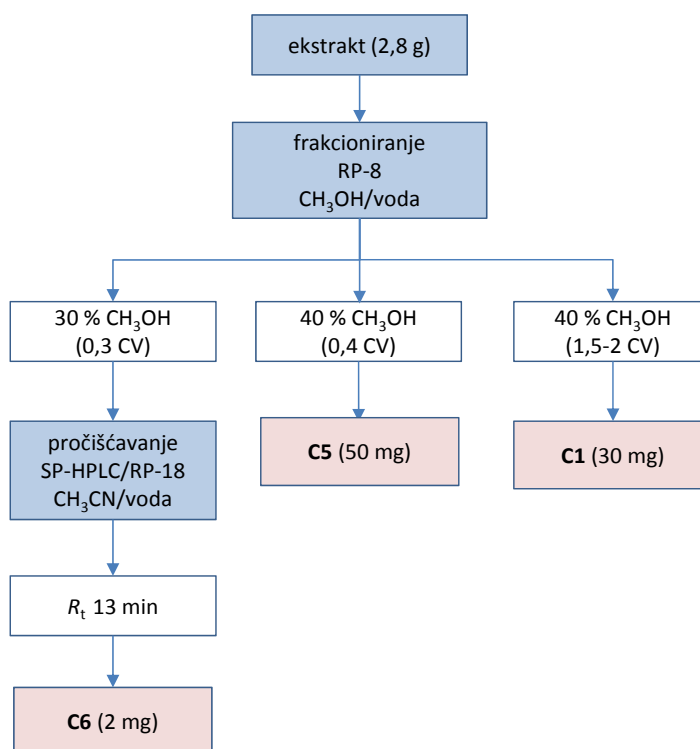 ekstrakt (2,8 g)
frakcioniranje
RP-8
CH₃OH/voda
30 % CH₃OH
(0,3 CV)
40 % CH₃OH
(0,4 CV)
40 % CH₃OH
(1,5-2 CV)
pročišćavanje
SP-HPLC/RP-18
CH₃CN/voda
C5 (50 mg)
C1 (30 mg)
Rₜ 13 min
C6 (2 mg)